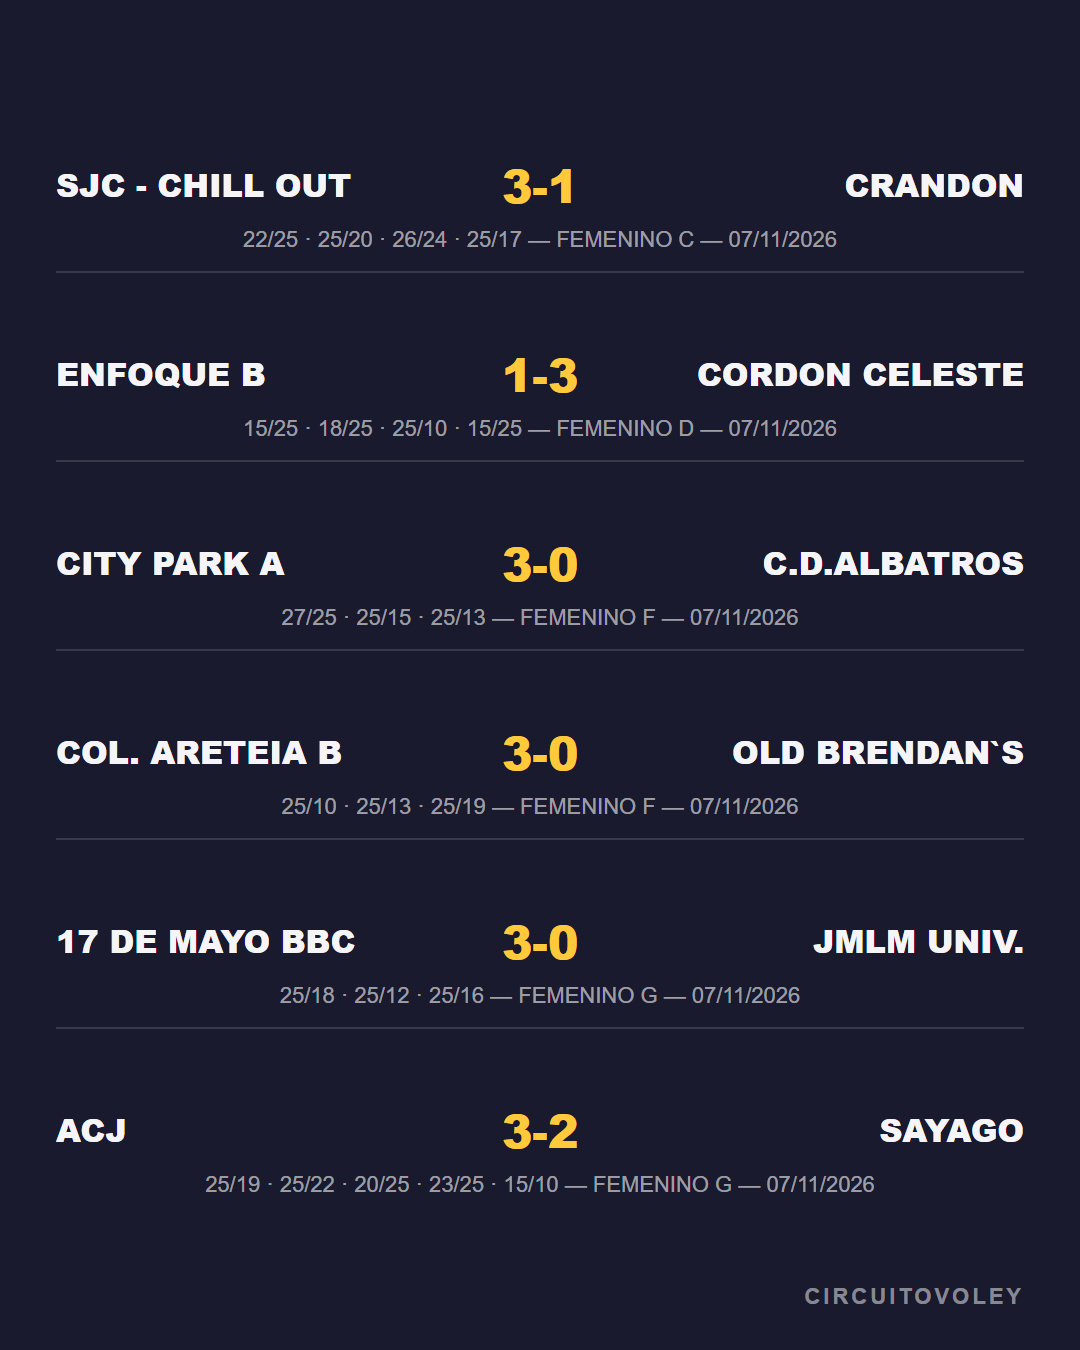 SJC - CHILL OUT 3-1 CRANDON
22/25 · 25/20 · 26/24 · 25/17 — FEMENINO C — 07/11/2026
ENFOQUE B 1-3 CORDON CELESTE
15/25 · 18/25 · 25/10 · 15/25 — FEMENINO D — 07/11/2026
CITY PARK A 3-0 C.D.ALBATROS
27/25 · 25/15 · 25/13 — FEMENINO F — 07/11/2026
COL. ARETEIA B 3-0 OLD BRENDAN`S
25/10 · 25/13 · 25/19 — FEMENINO F — 07/11/2026
17 DE MAYO BBC 3-0 JMLM UNIV.
25/18 · 25/12 · 25/16 — FEMENINO G — 07/11/2026
ACJ 3-2 SAYAGO
25/19 · 25/22 · 20/25 · 23/25 · 15/10 — FEMENINO G — 07/11/2026
CIRCUITOVOLEY